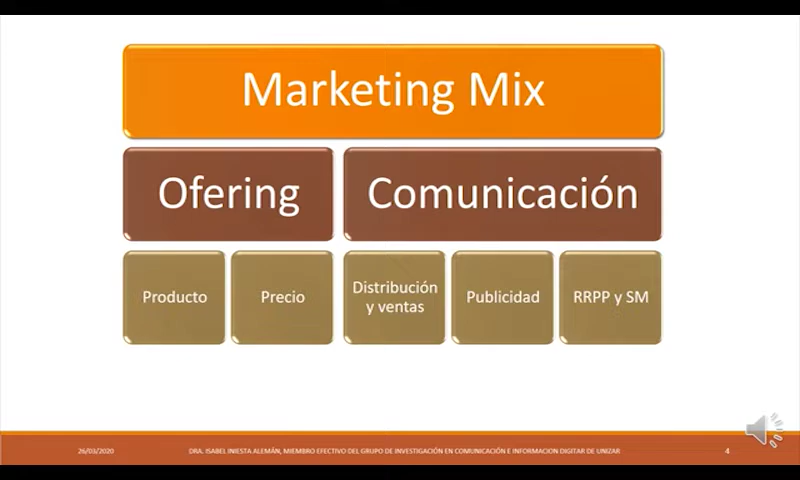 Marketing Mix
Ofering
Comunicación
Producto
Precio
Distribución
y ventas
Publicidad
RRPP y SM
26/03/2020
DRA. ISABEL INIESTA ALEMÁN, MIEMBRO EFECTIVO DEL GRUPO DE INVESTIGACIÓN EN COMUNICACIÓN E INFORMACION DIGITAR DE UNIZAR
4